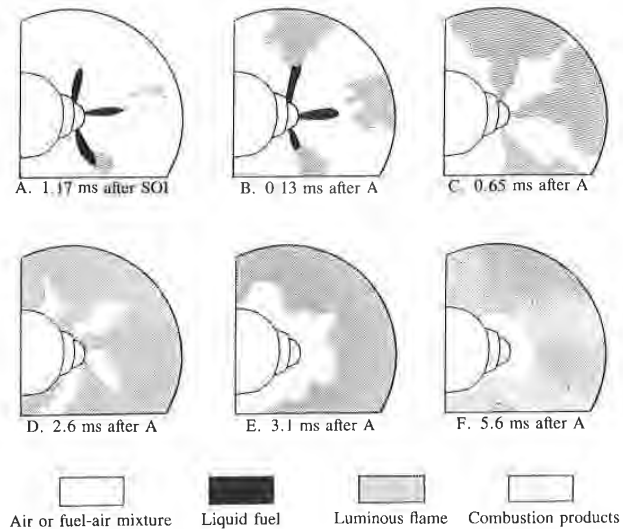 A. 1.17 ms after SOI
B. 0 13 ms after A
C. 0.65 ms after A
D. 2.6 ms after A
E. 3.1 ms after A
F. 5.6 ms after A
Air or fuel-air mixture
Liquid fuel
Luminous flame
Combustion products